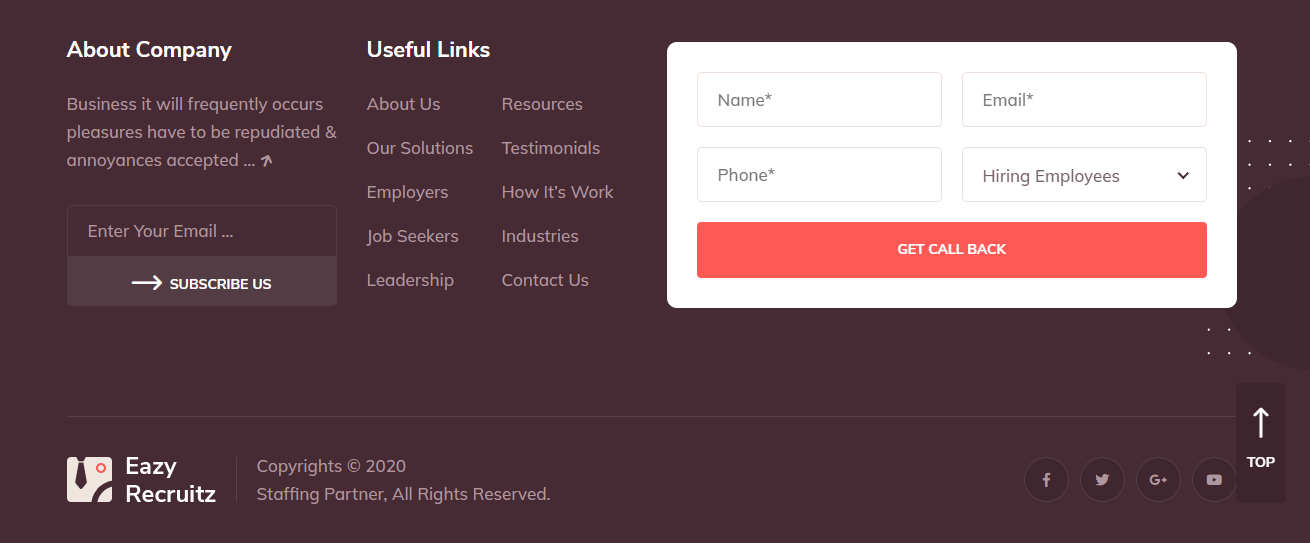 About Company
Business it will frequently occurs
pleasures have to be repudiated &
annoyances accepted ...
Enter Your Email ...
SUBSCRIBE US
Useful Links
About Us
Our Solutions
Employers
Job Seekers
Leadership
Resources
Testimonials
How It’s Work
Industries
Contact Us
Name*
Email*
Phone*
Hiring Employees
GET CALL BACK
TOP
Eazy
Recruitz
Copyrights © 2020
Staffing Partner, All Rights Reserved.
G+